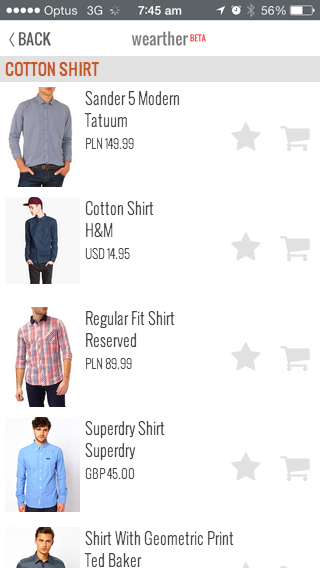 Optus 3G 7:45 am 56%
BACK
wearther BETA
COTTON SHIRT
Sander 5 Modern
Tatuum
PLN 149.99
Cotton Shirt
H&M
USD 14.95
Regular Fit Shirt
Reserved
PLN 89.99
Superdry Shirt
Superdry
GBP 45.00
Shirt With Geometric Print
Ted Baker